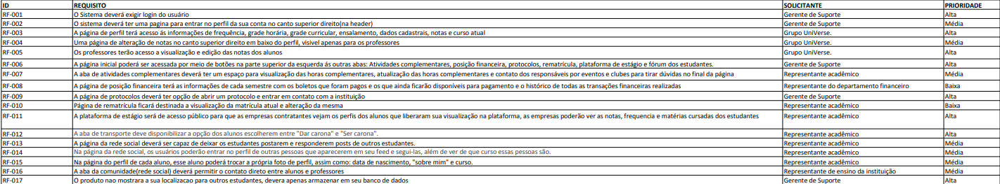 ID REQUISITO SOLICITANTE PRIORIDADE
RF-001 O Sistema deverá exigir login do usuário Gerente de Suporte Alta
RF-002 O sistema deverá ter uma pagina para entrar no perfil da sua conta no canto superior direito(na header) Gerente de Suporte Média
RF-003 A página de perfil terá acesso ás informações de frequência, grade horária, grade curricular, ensalamento, dados cadastrais, notas e curso atual Grupo UniVerse. Alta
RF-004 Uma página de alteração de notas no canto superior direito em baixo do perfil, visivel apenas para os professores Grupo UniVerse. Média
RF-005 Os professores terão acesso a visualização e edição das notas dos alunos Grupo UniVerse. Alta
RF-006 A página inicial poderá ser acessada por meio de botões na parte superior da esquerda ás outras abas: Atividades complementares, posição financeira, protocolos, rematrícula, plataforma de estágio e fórum dos estudantes. Gerente de Suporte Alta
RF-007 A aba de atividades complementares deverá ter um espaço para visualização das horas complementares, atualização das horas complementares e contato dos responsáveis por eventos e clubes para tirar dúvidas no final da página Representante acadêmico Média
RF-008 A página de posição financeira terá as informações de cada semestre com os boletos que foram pagos e os que ainda ficarão disponíveis para pagamento e o histórico de todas as transações financeiras realizadas Representante do departamento financeiro Baixa
RF-009 A página de protocolos deverá ter opção de abrir um protocolo e entrar em contato com a instituição Gerente de Suporte Alta
RF-010 Página de rematrícula ficará destinada a visualização da matrícula atual e alteração da mesma Representante acadêmico Baixa
RF-011 A plataforma de estágio será de acesso público para que as empresas contratantes vejam os perfis dos alunos que liberaram sua visualização na plataforma, as empresas poderão ver as notas, frequencia e matérias cursadas dos estudantes Representante acadêmico Alta
RF-012 A aba de transporte deve disponibilizar a opção dos alunos escolherem entre "Dar carona" e "Ser carona". Representante acadêmico Alta
RF-013 A página da rede social deverá ser capaz de deixar os estudantes postarem e responderem posts de outros estudantes. Representante acadêmico Média
RF-014 Na página da rede social, os usuários poderão entrar no perfil de outras pessoas que aparecerem em seu feed e segui-las, além de ver de que curso essas pessoas são. Representante acadêmico Média
RF-015 Na página do perfil de cada aluno, esse aluno poderá trocar a própria foto de perfil, assim como: data de nascimento, "sobre mim" e curso. Representante acadêmico Média
RF-016 A aba da comunidade(rede social) deverá permitir o contato direto entre alunos e professores Representante de ensino da instituição Média
RF-017 O produto nao mostrara a sua localizacao para outros estudantes, devera apenas armazenar em seu banco de dados Gerente de Suporte Alta